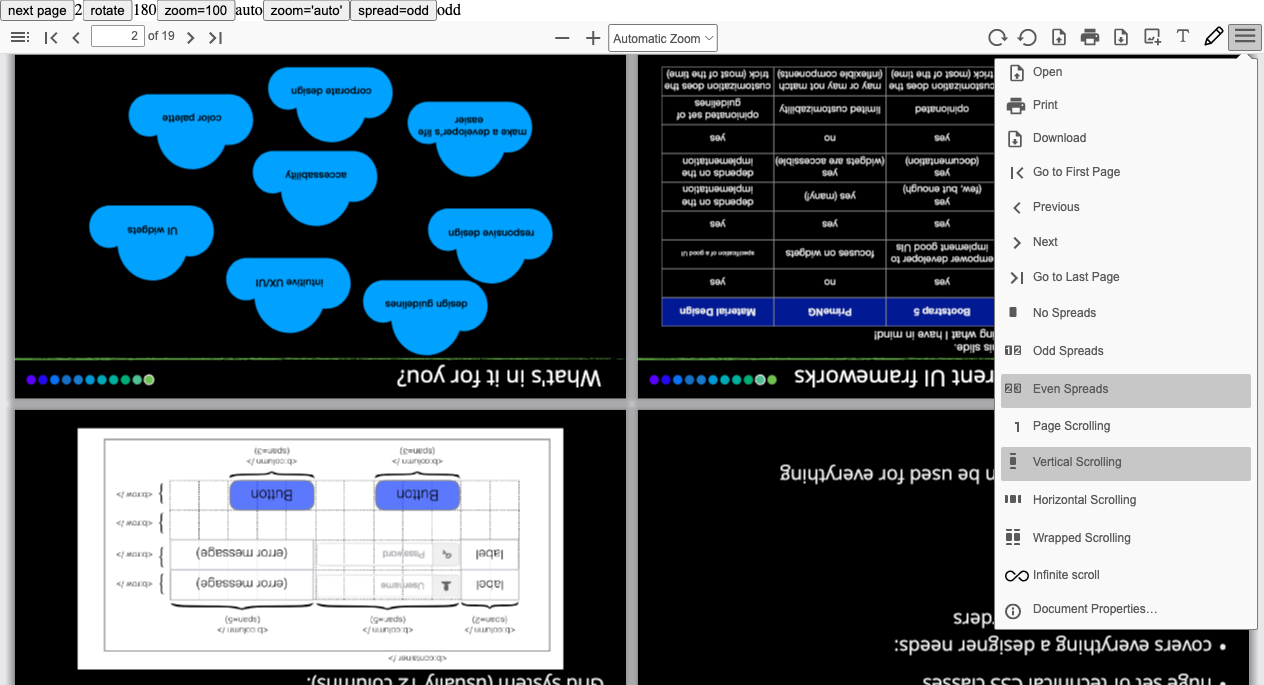 next page 2 rotate 180 zoom=100 auto zoom='auto' spread=odd odd
2 of 19
Automatic Zoom
T
Open
Print
Download
Go to First Page
Previous
Next
Go to Last Page
No Spreads
Odd Spreads
Even Spreads
Page Scrolling
Vertical Scrolling
Horizontal Scrolling
Wrapped Scrolling
Infinite scroll
Document Properties…
What's in it for you?
design guidelines
intuitive UX/UI
UI widgets
responsive design
accessability
make a developer's life
easier
color palette
corporate design
rent UI frameworks
his slide.
ing what I have in mind!
Bootstrap 5
PrimeNG
Material Design
yes
no
yes
empower developer to
implement good UIs
focuses on widgets
specification of a good UI
yes
yes
yes
yes
(few, but enough)
yes (many!)
depends on the
implementation
yes
(documentation)
yes
(widgets are accessible)
depends on the
implementation
yes
no
yes
opinionated
limited customizability
opinionated set of
guidelines
customization does the
trick (most of the time)
may or may not match
(inflexible components)
customization does the
trick (most of the time)
Grid system (usually 12 columns):
<b:container />
<b:column />
(span=2)
<b:column />
(span=5)
<b:column />
(span=5)
<b:row />
label
Username
(error message)
<b:row />
label
Password
(error message)
<b:row />
<b:row />
Button
Button
<b:column />
(span=3)
<b:column />
(span=3)
• huge set of technical CSS classes
• covers everything a designer needs:
rders
n be used for everything